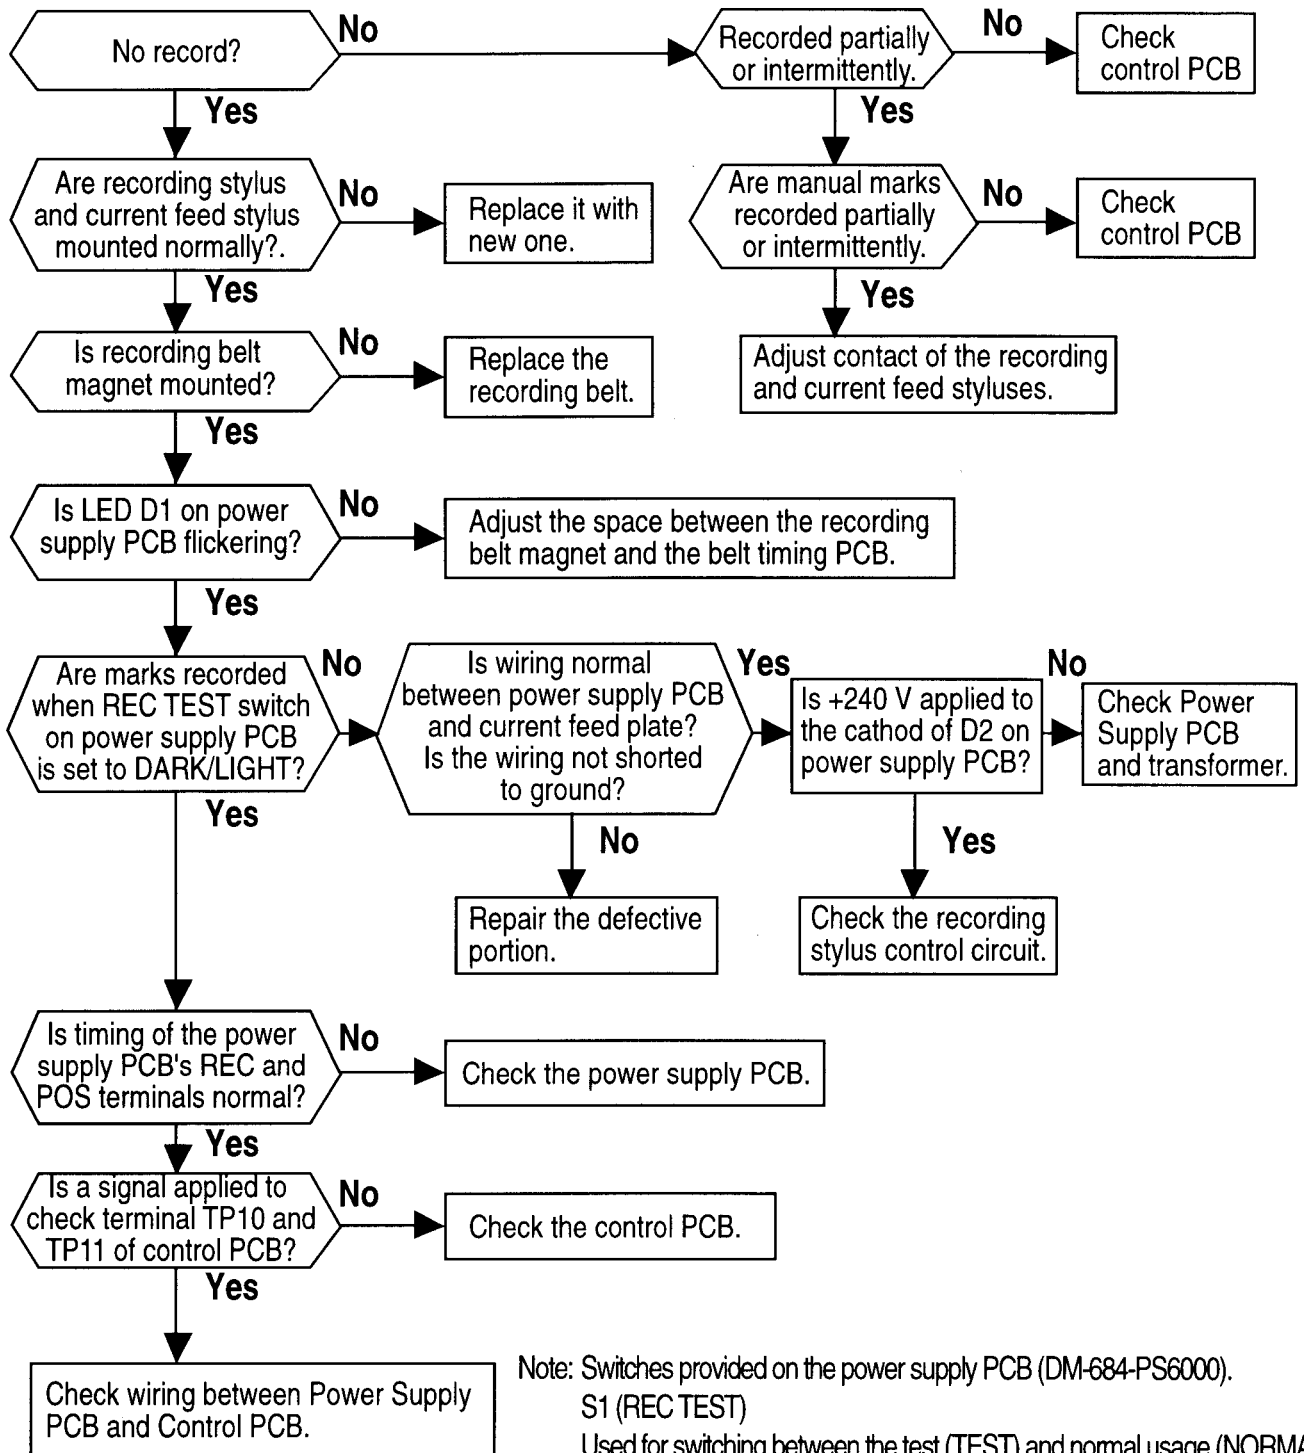 No record?
No
Recorded partially
or intermittently.
No
Check
control PCB
Yes
Yes
Are recording stylus
and current feed stylus
mounted normally?.
No
Replace it with
new one.
Are manual marks
recorded partially
or intermittently.
No
Check
control PCB
Yes
Yes
Is recording belt
magnet mounted?
No
Replace the
recording belt.
Adjust contact of the recording
and current feed styluses.
Yes
Is LED D1 on power
supply PCB flickering?
No
Adjust the space between the recording
belt magnet and the belt timing PCB.
Yes
Are marks recorded
when REC TEST switch
on power supply PCB
is set to DARK/LIGHT?
No
Is wiring normal
between power supply PCB
and current feed plate?
Is the wiring not shorted
to ground?
Yes
Is +240 V applied to
the cathod of D2 on
power supply PCB?
No
Check Power
Supply PCB
and transformer.
Yes
No
Yes
Repair the defective
portion.
Check the recording
stylus control circuit.
Is timing of the power
supply PCB's REC and
POS terminals normal?
No
Check the power supply PCB.
Yes
Is a signal applied to
check terminal TP10 and
TP11 of control PCB?
No
Check the control PCB.
Yes
Check wiring between Power Supply
PCB and Control PCB.
Note: Switches provided on the power supply PCB (DM-684-PS6000).
S1 (REC TEST)
Used for switching between the test (TEST) and normal usage